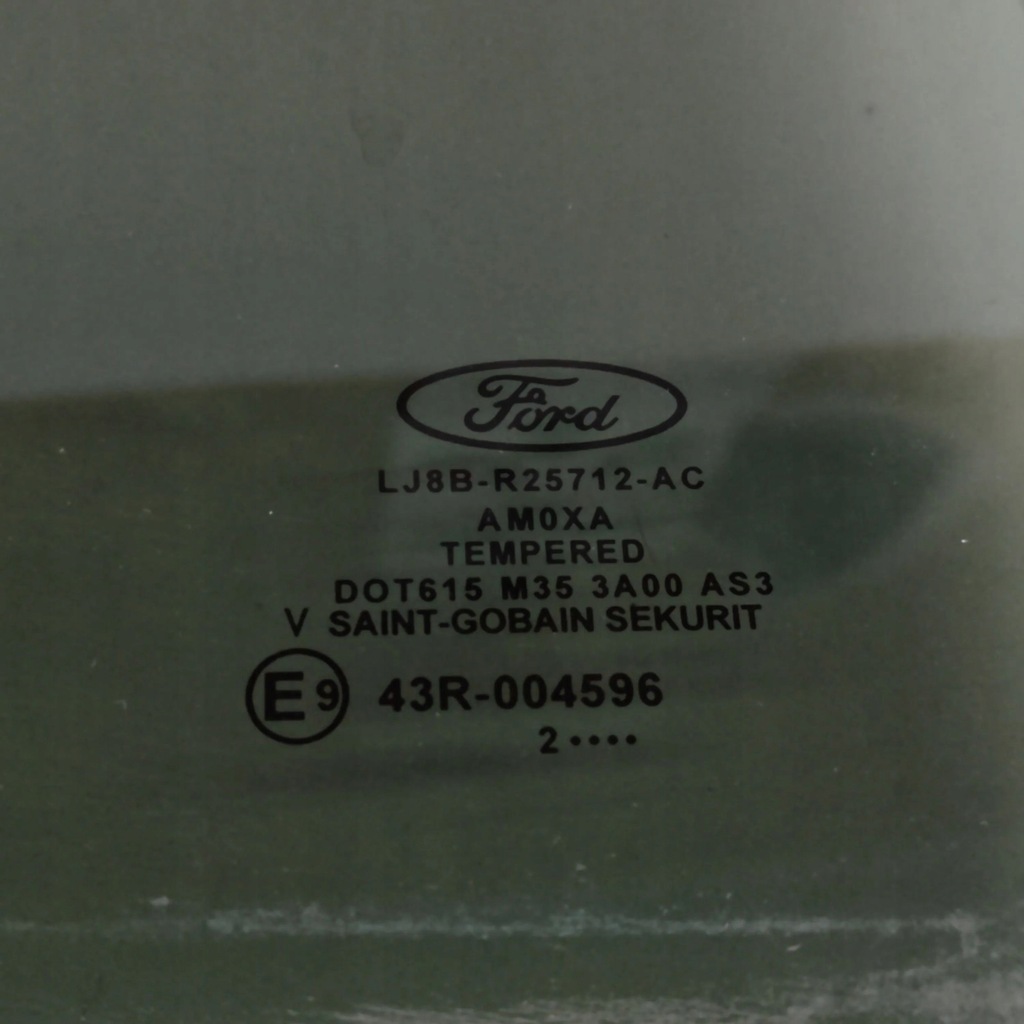 Ford
LJ8B-R25712-AC
AM0XA
TEMPERED
DOT615 M35 3A00 AS3
V SAINT-GOBAIN SEKURIT
E9 43R-004596
2••••